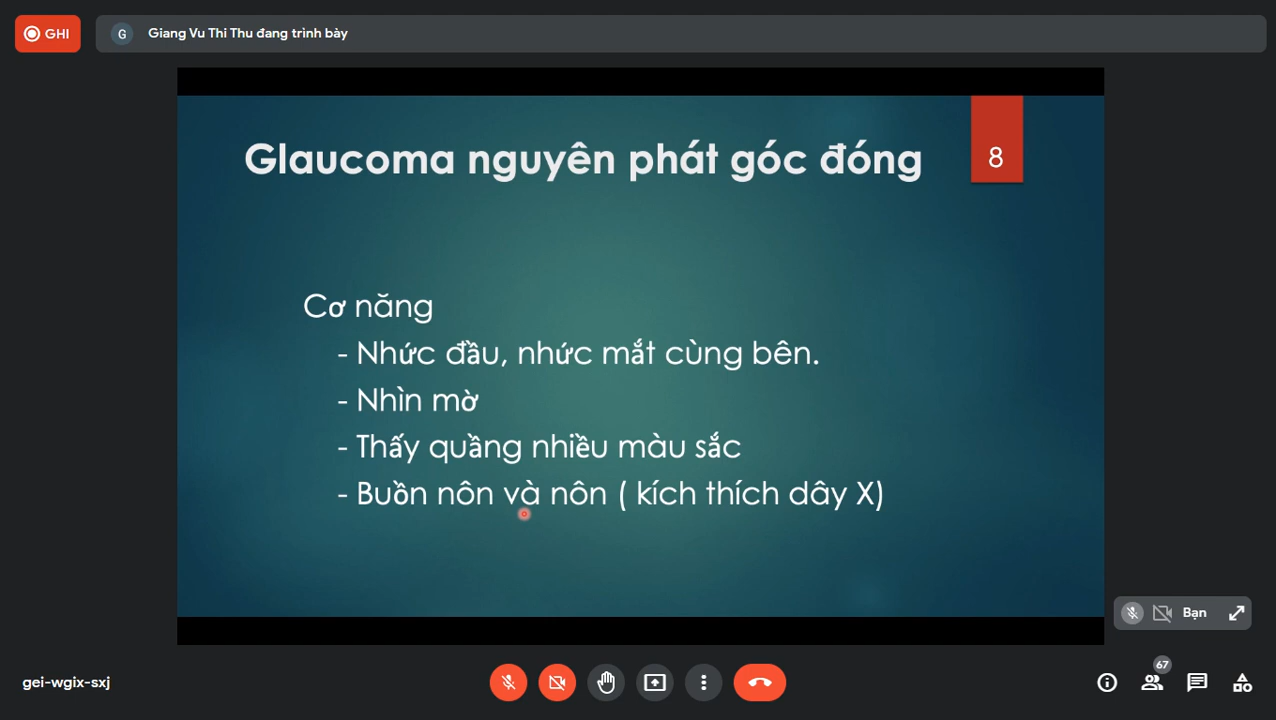 GHI
G
Giang Vu Thi Thu đang trình bày
Glaucoma nguyên phát góc đóng
8
Cơ năng
- Nhức đầu, nhức mắt cùng bên.
- Nhìn mờ
- Thấy quầng nhiều màu sắc
- Buồn nôn và nôn ( kích thích dây X)
Bạn
gei-wgix-sxj
67